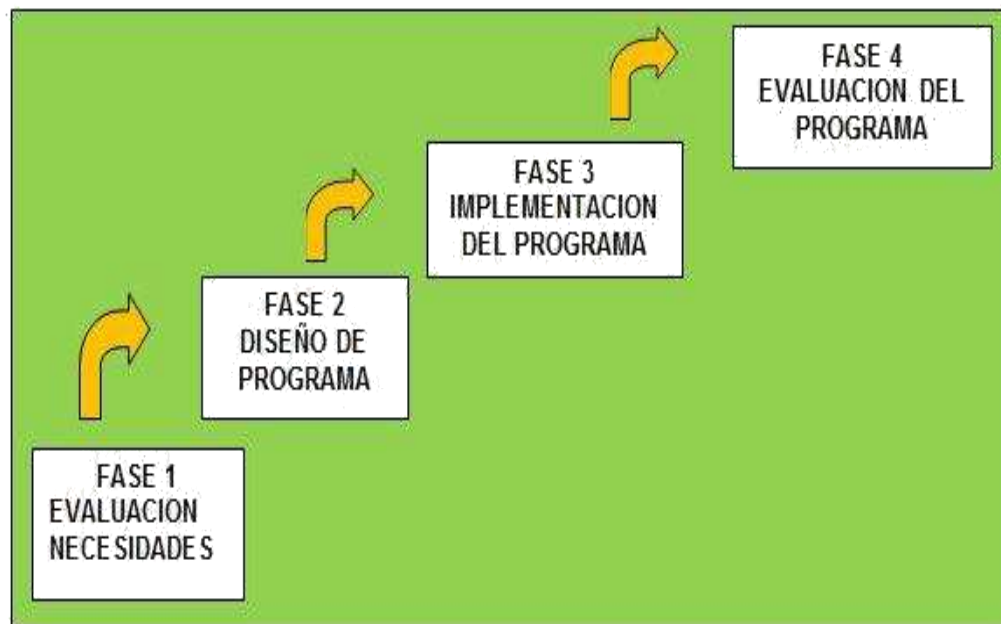 FASE 1
EVALUACION
NECESIDADES
FASE 2
DISEÑO DE
PROGRAMA
FASE 3
IMPLEMENTACION
DEL PROGRAMA
FASE 4
EVALUACION DEL
PROGRAMA